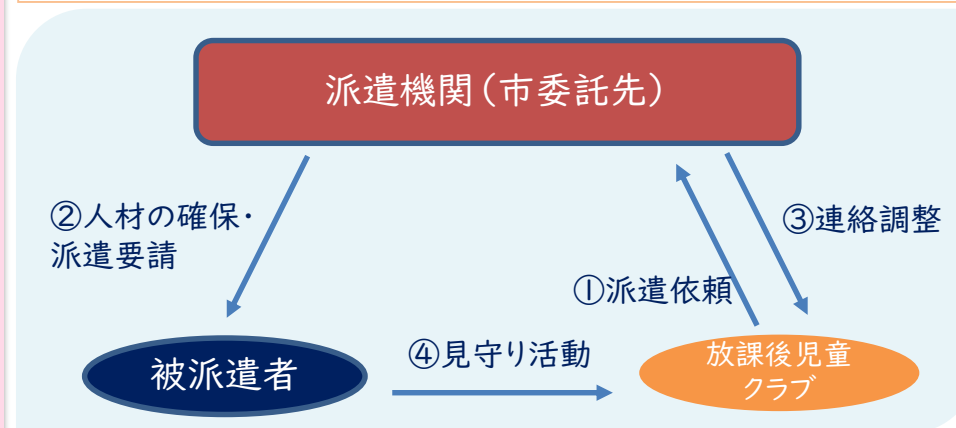 派遣機関(市委託先)
②人材の確保・
派遣要請
③連絡調整
①派遣依頼
被派遣者
④見守り活動
放課後児童
クラブ